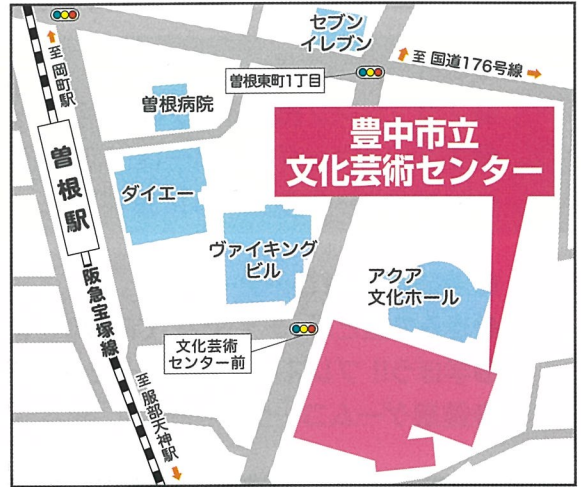 セブン
イレブン
至 国道176号線
至 岡町駅
曽根東町1丁目
曽根病院
豊中市立
文化芸術センター
曽根駅
ダイエー
ヴァイキング
ビル
アクア
文化ホール
阪急宝塚線
文化芸術
センター前
至 服部天神駅